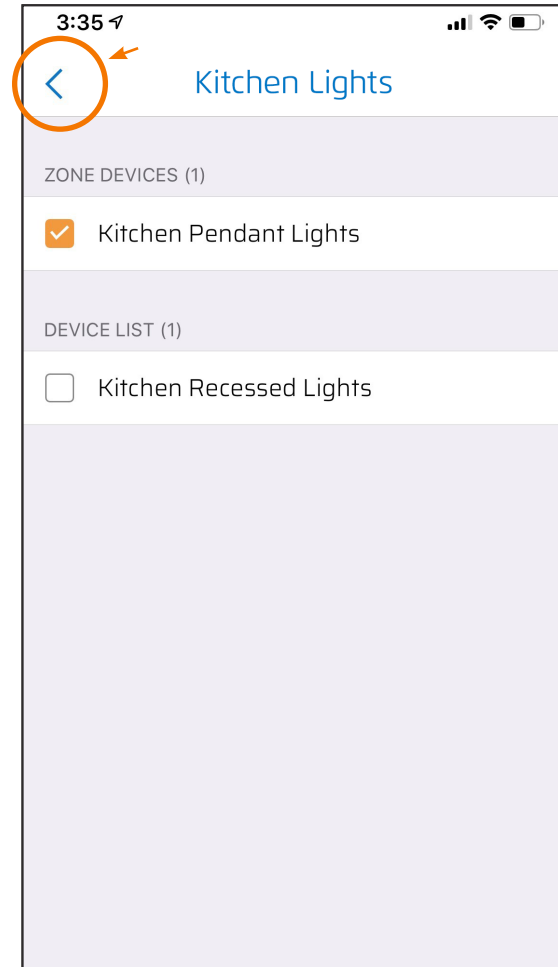 3:35
Kitchen Lights
ZONE DEVICES (1)
Kitchen Pendant Lights
DEVICE LIST (1)
Kitchen Recessed Lights